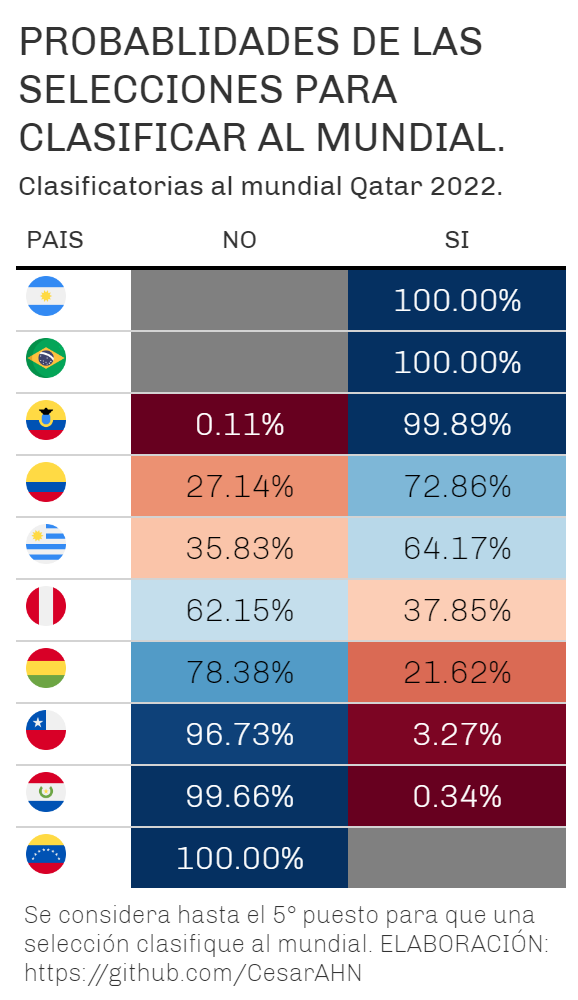 PROBABLIDADES DE LAS
SELECCIONES PARA
CLASIFICAR AL MUNDIAL.
Clasificatorias al mundial Qatar 2022.
PAIS NO SI
100.00%
100.00%
0.11% 99.89%
27.14% 72.86%
35.83% 64.17%
62.15% 37.85%
78.38% 21.62%
96.73% 3.27%
99.66% 0.34%
100.00%
Se considera hasta el 5° puesto para que una
selección clasifique al mundial. ELABORACIÓN:
https://github.com/CesarAHN